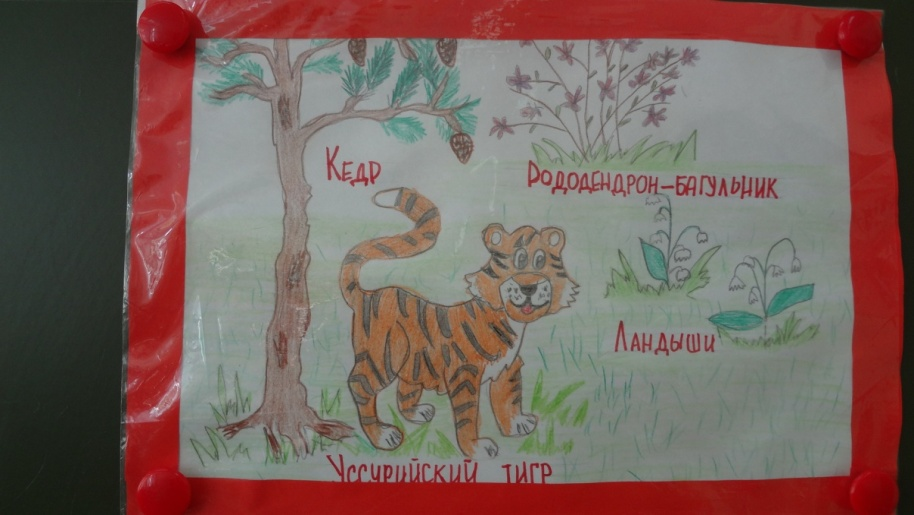 Кедр
Рододендрон-багульник
Ландыши
Уссурийский тигр